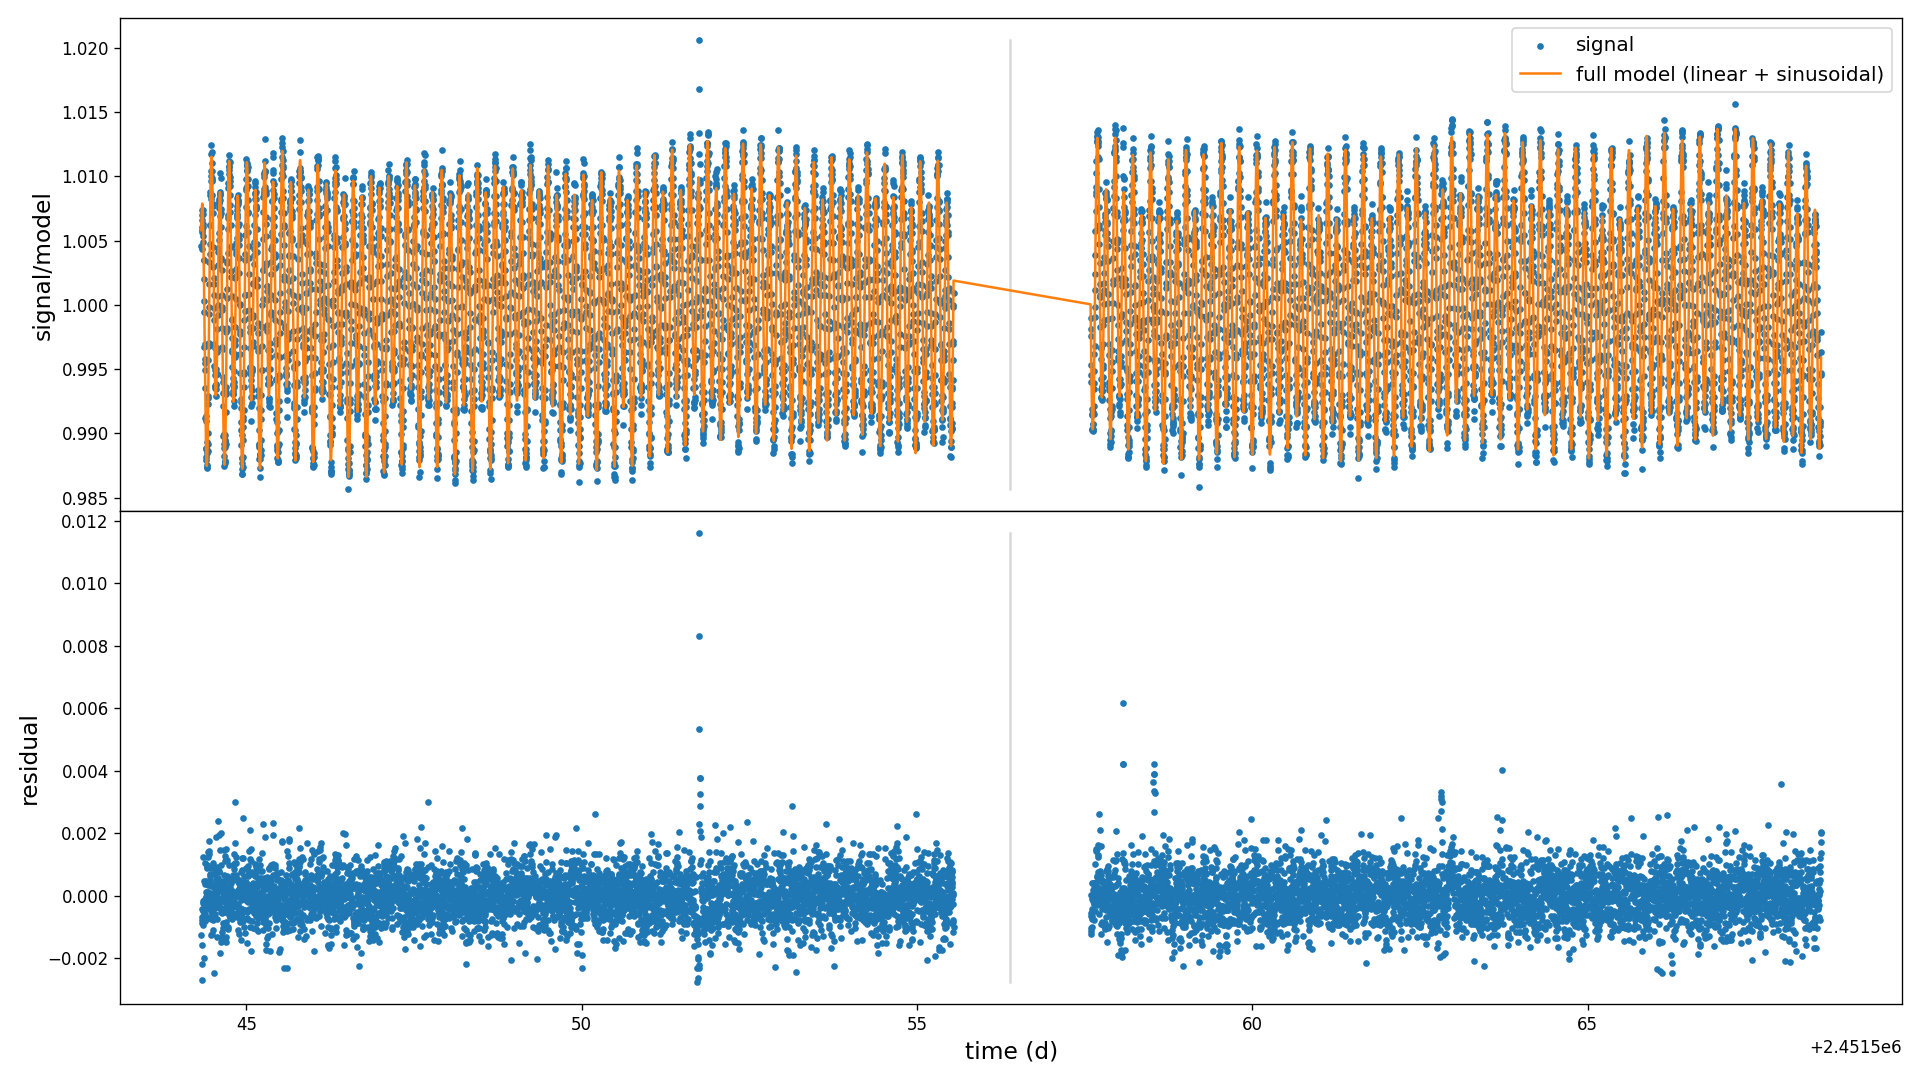 signal
full model (linear + sinusoidal)
signal/model
1.020
1.015
1.010
1.005
1.000
0.995
0.990
0.985
residual
0.012
0.010
0.008
0.006
0.004
0.002
0.000
−0.002
45 50 55 60 65
time (d)
+2.4515e6